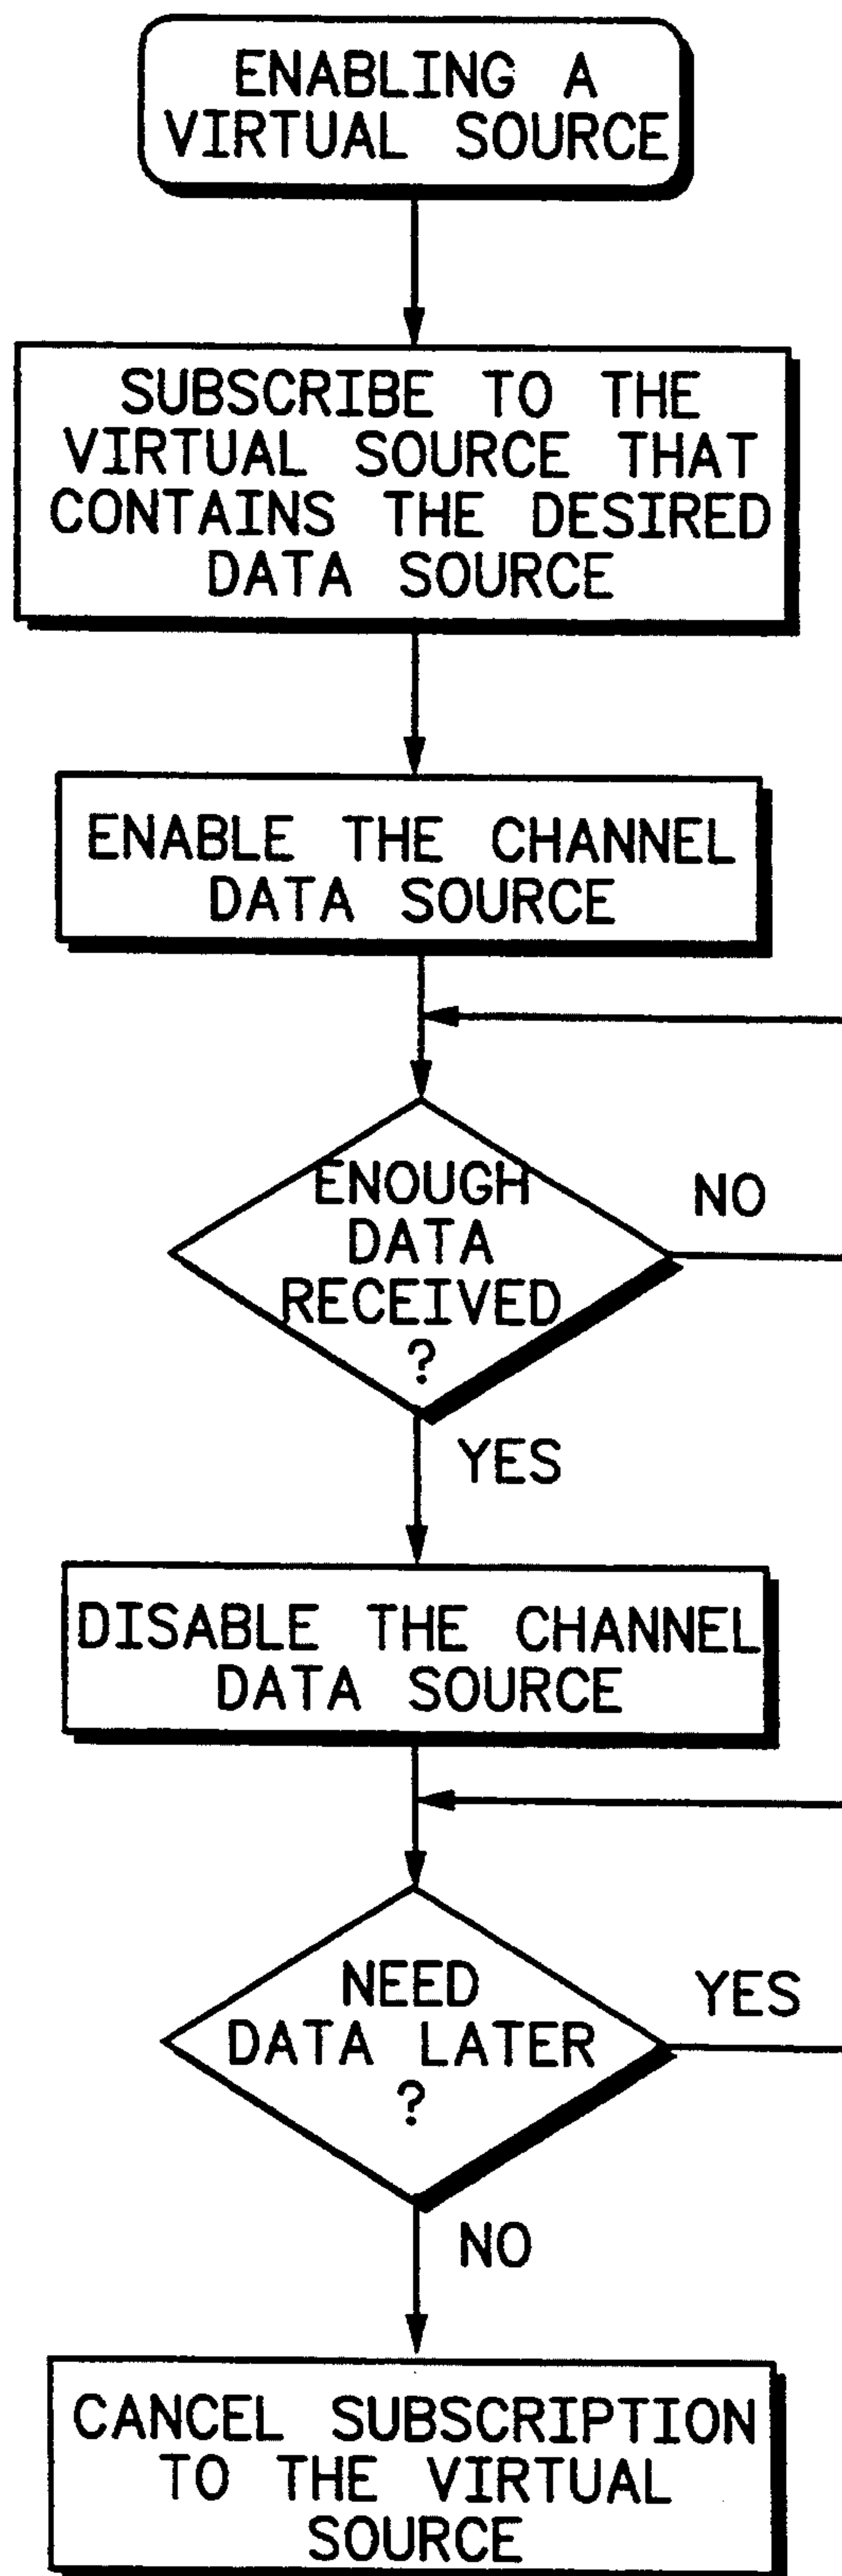 ENABLING A
VIRTUAL SOURCE
SUBSCRIBE TO THE
VIRTUAL SOURCE THAT
CONTAINS THE DESIRED
DATA SOURCE
ENABLE THE CHANNEL
DATA SOURCE
ENOUGH
DATA
RECEIVED
?
NO
YES
DISABLE THE CHANNEL
DATA SOURCE
NEED
DATA LATER
?
YES
NO
CANCEL SUBSCRIPTION
TO THE VIRTUAL
SOURCE